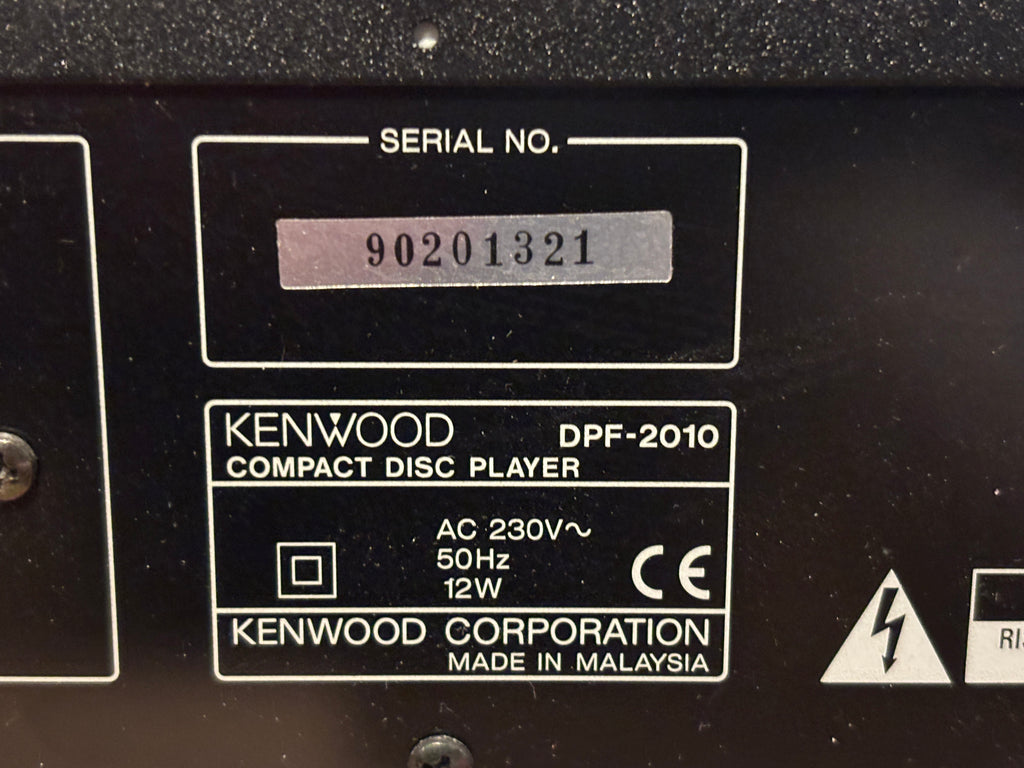 SERIAL NO.
90201321
KENWOOD DPF-2010
COMPACT DISC PLAYER
AC 230V~
50Hz
12W
CE
KENWOOD CORPORATION
MADE IN MALAYSIA